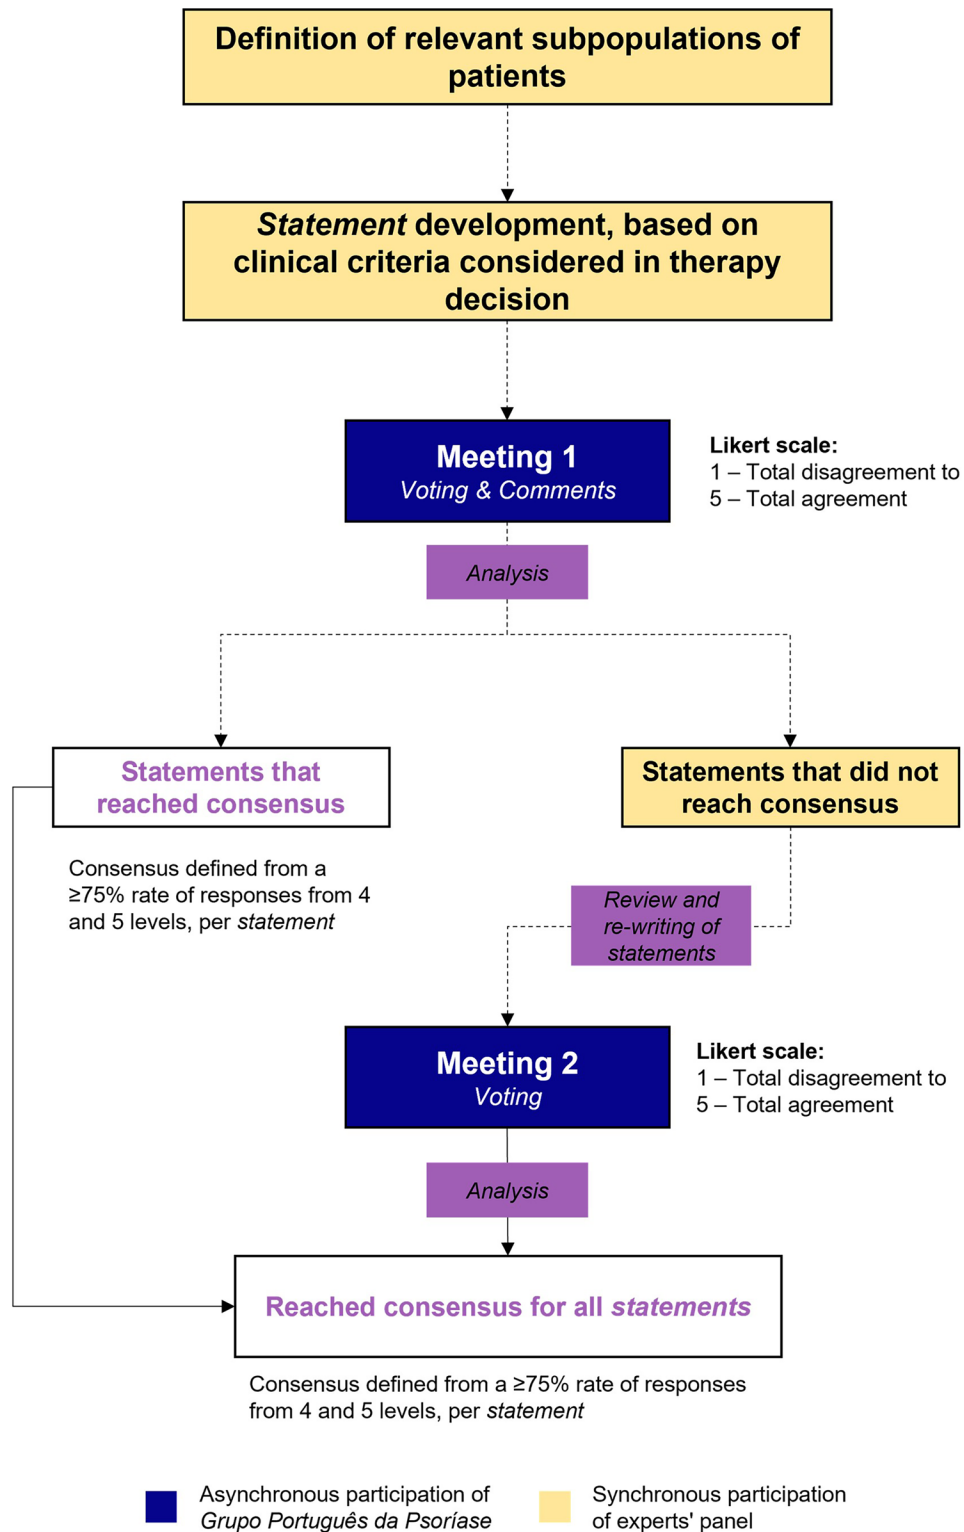 Definition of relevant subpopulations of
patients
Statement development, based on
clinical criteria considered in therapy
decision
Meeting 1
Voting & Comments
Likert scale:
1 – Total disagreement to
5 – Total agreement
Analysis
Statements that
reached consensus
Statements that did not
reach consensus
Consensus defined from a
≥75% rate of responses from 4
and 5 levels, per statement
Review and
re-writing of
statements
Meeting 2
Voting
Likert scale:
1 – Total disagreement to
5 – Total agreement
Analysis
Reached consensus for all statements
Consensus defined from a ≥75% rate of responses
from 4 and 5 levels, per statement
Asynchronous participation of
Grupo Português da Psoríase
Synchronous participation
of experts' panel